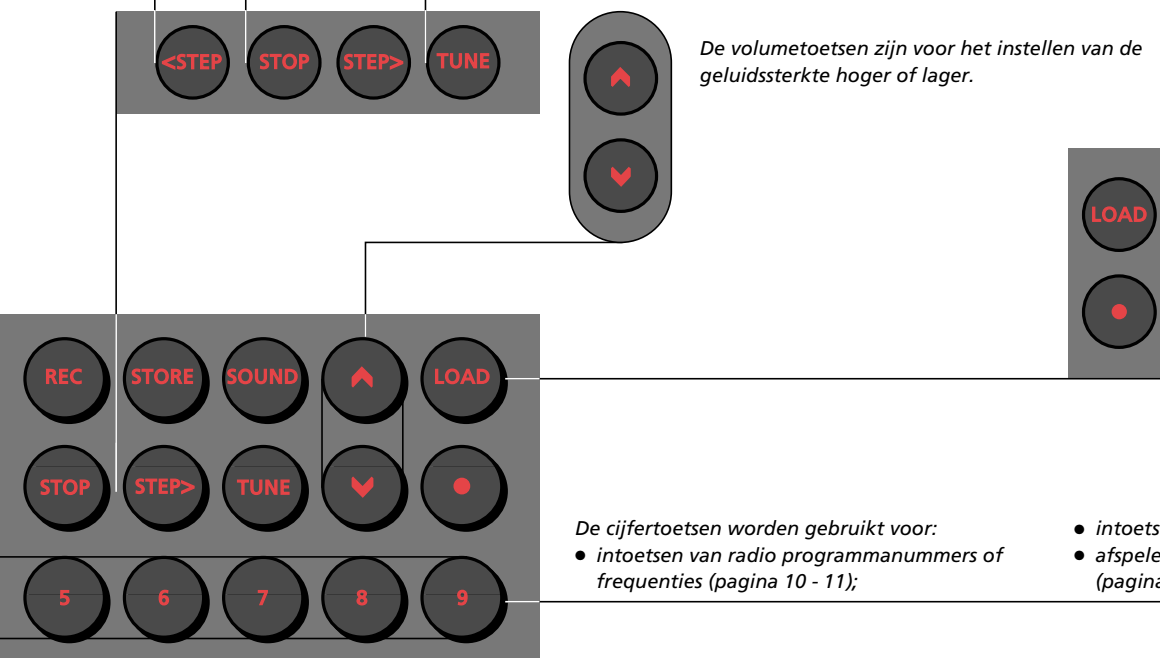 <STEP STOP STEP> TUNE
De volumetoetsen zijn voor het instellen van de
geluidssterkte hoger of lager.
LOAD
REC STORE SOUND LOAD
STOP STEP> TUNE
De cijfertoetsen worden gebruikt voor:
● intoetsen van radio programmanummers of
frequenties (pagina 10 - 11);
● intoets
● afspele
(pagina
5 6 7 8 9